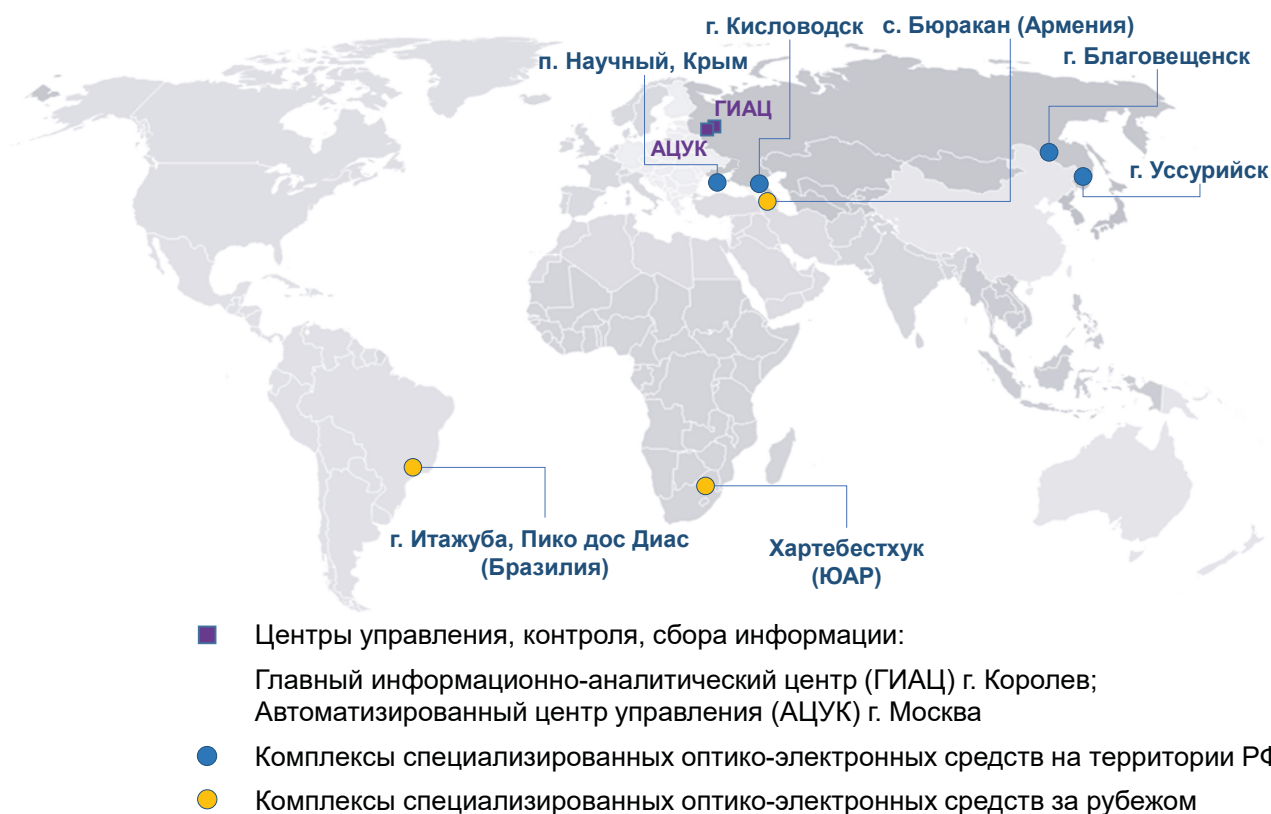 г. Кисловодск
с. Бюракан (Армения)
п. Научный, Крым
г. Благовещенск
ГИАЦ
АЦУК
г. Уссурийск
г. Итажуба, Пико дос Диас
(Бразилия)
Хартебестхук
(ЮАР)
Центры управления, контроля, сбора информации:
Главный информационно-аналитический центр (ГИАЦ) г. Королев;
Автоматизированный центр управления (АЦУК) г. Москва
Комплексы специализированных оптико-электронных средств на территории РФ
Комплексы специализированных оптико-электронных средств за рубежом